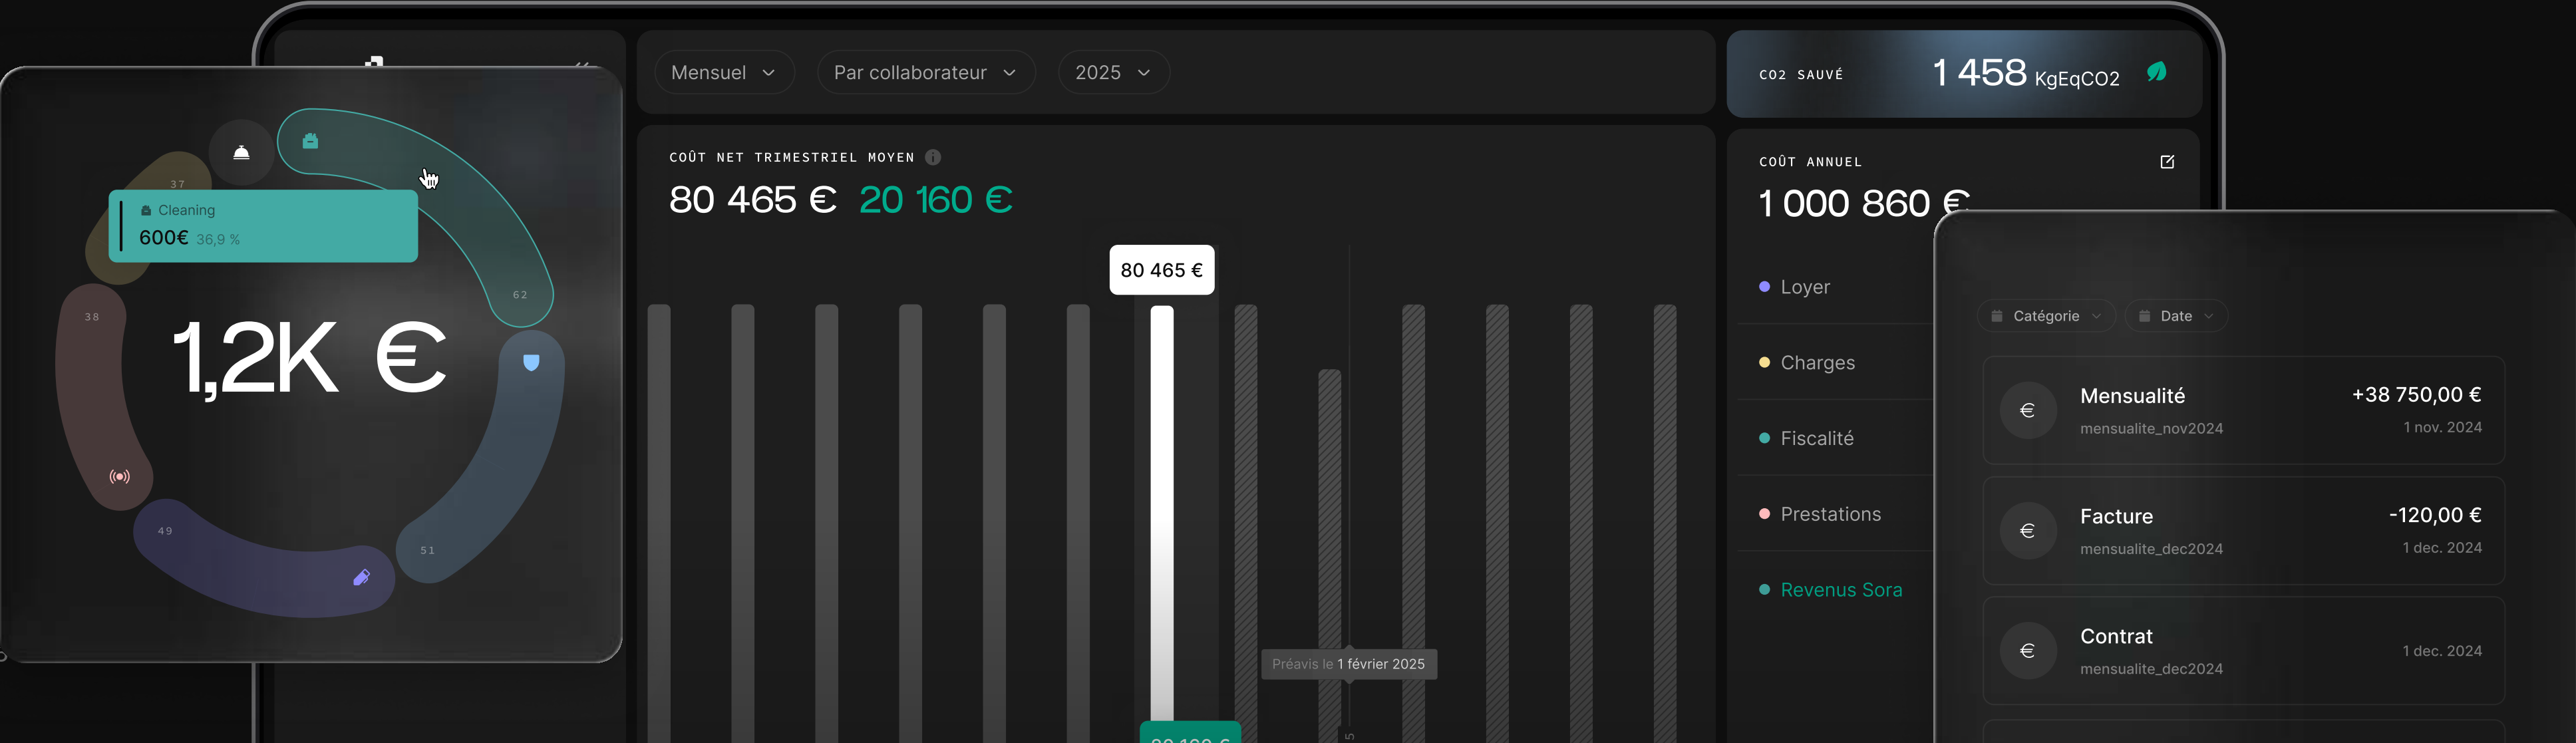 Mensuel
Par collaborateur
2025
CO2 SAUVÉ
1 458 KgEqCO2
37
Cleaning
600€ 36,9 %
62
38
1,2K €
49
51
COÛT NET TRIMESTRIEL MOYEN
80 465 € 20 160 €
80 465 €
Préavis le 1 février 2025
COÛT ANNUEL
1 000 860 €
Loyer
Charges
Fiscalité
Prestations
Revenus Sora
Catégorie
Date
Mensualité
+38 750,00 €
mensualite_nov2024
1 nov. 2024
Facture
-120,00 €
mensualite_dec2024
1 dec. 2024
Contrat
mensualite_dec2024
1 dec. 2024